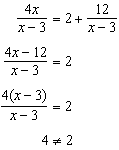 4x/(x − 3) = 2 + 12/(x − 3)
(4x − 12)/(x − 3) = 2
4(x − 3)/(x − 3) = 2
4 ≠ 2